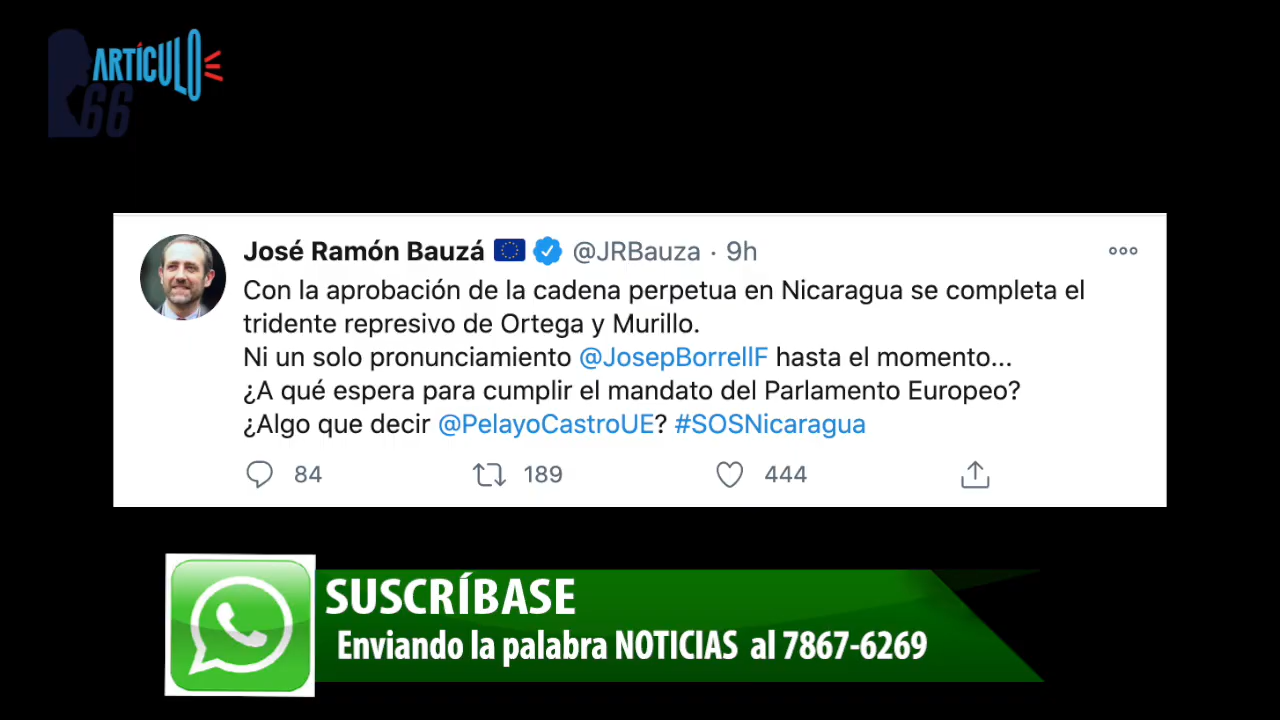 ARTÍCULO
66
José Ramón Bauzá @JRBauza · 9h
Con la aprobación de la cadena perpetua en Nicaragua se completa el
tridente represivo de Ortega y Murillo.
Ni un solo pronunciamiento @JosepBorrellF hasta el momento...
¿A qué espera para cumplir el mandato del Parlamento Europeo?
¿Algo que decir @PelayoCastroUE? #SOSNicaragua
84 189 444
SUSCRÍBASE
Enviando la palabra NOTICIAS al 7867-6269